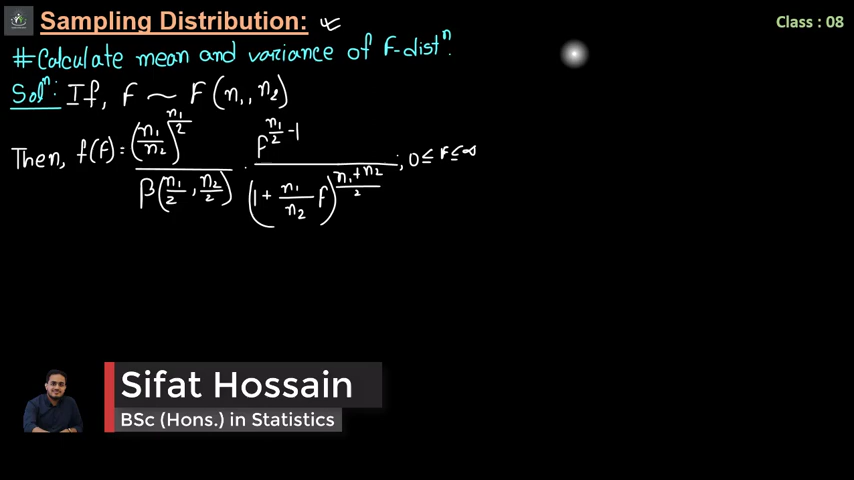 Sampling Distribution:
Class : 08
#Calculate mean and variance of F-distⁿ.
Solⁿ: If, F ~ F(n₁, n₂)
Then, f(F) = (n₁/n₂)^(n₁/2) / β(n₁/2, n₂/2) · F^(n₁/2 - 1) / (1 + n₁/n₂ F)^((n₁+n₂)/2) ; 0 ≤ F ≤ ∞
Sifat Hossain
BSc (Hons.) in Statistics